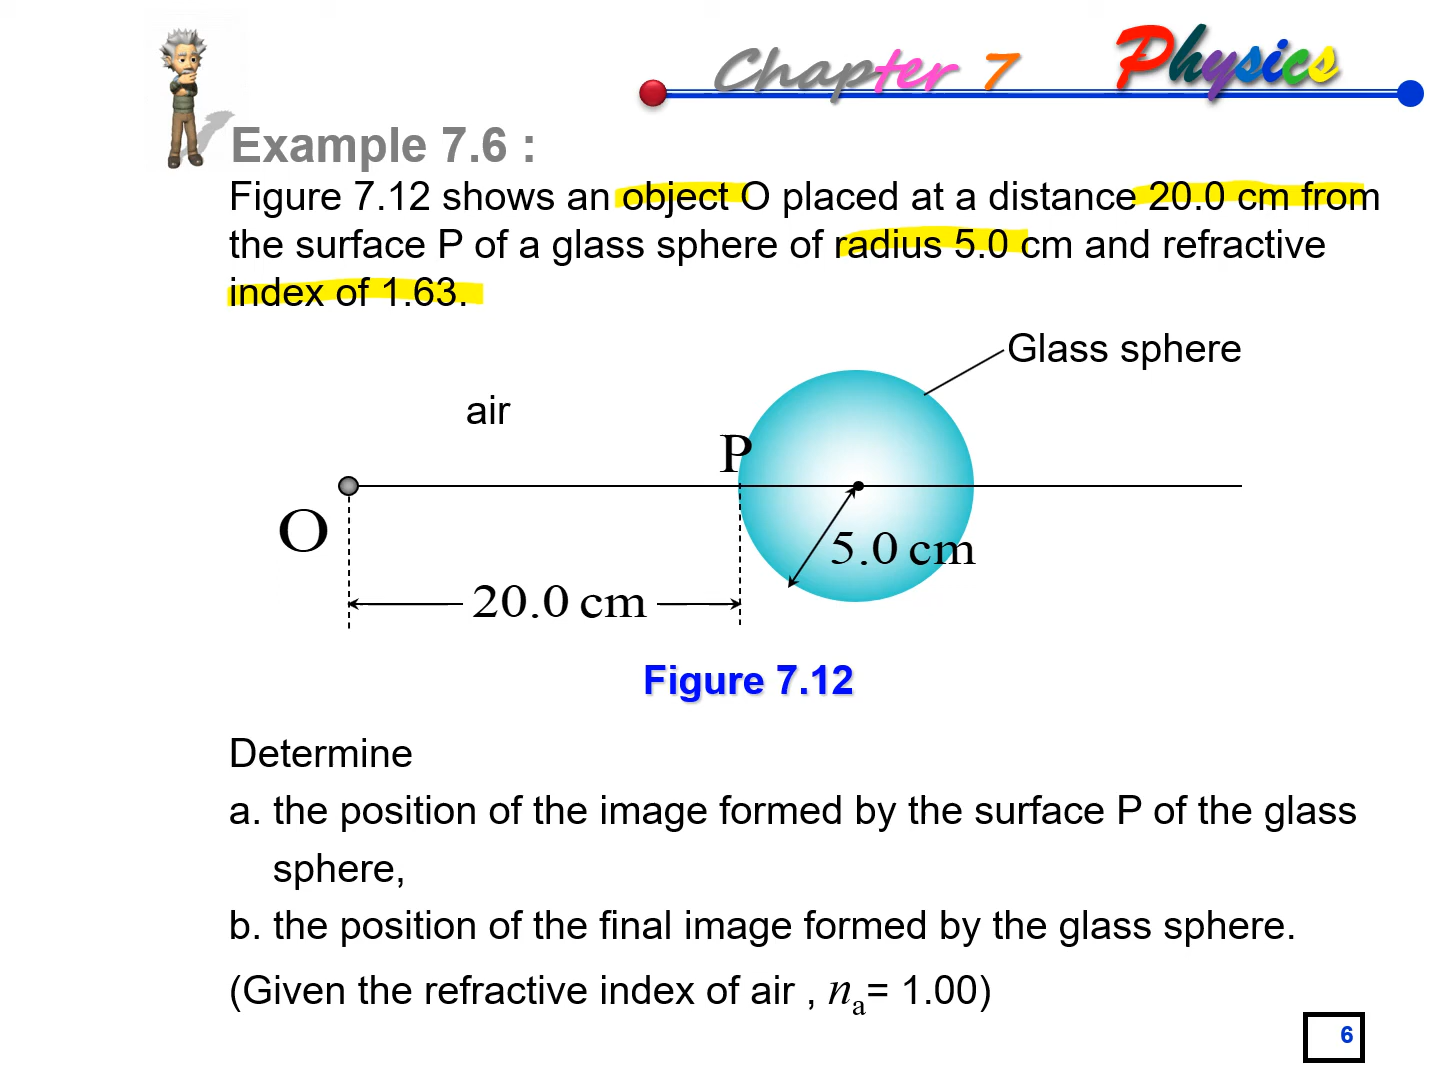 Chapter 7 Physics
Example 7.6 :
Figure 7.12 shows an object O placed at a distance 20.0 cm from
the surface P of a glass sphere of radius 5.0 cm and refractive
index of 1.63.
Glass sphere
air
P
O
5.0 cm
20.0 cm
Figure 7.12
Determine
a. the position of the image formed by the surface P of the glass
sphere,
b. the position of the final image formed by the glass sphere.
(Given the refractive index of air , nₐ= 1.00)
6